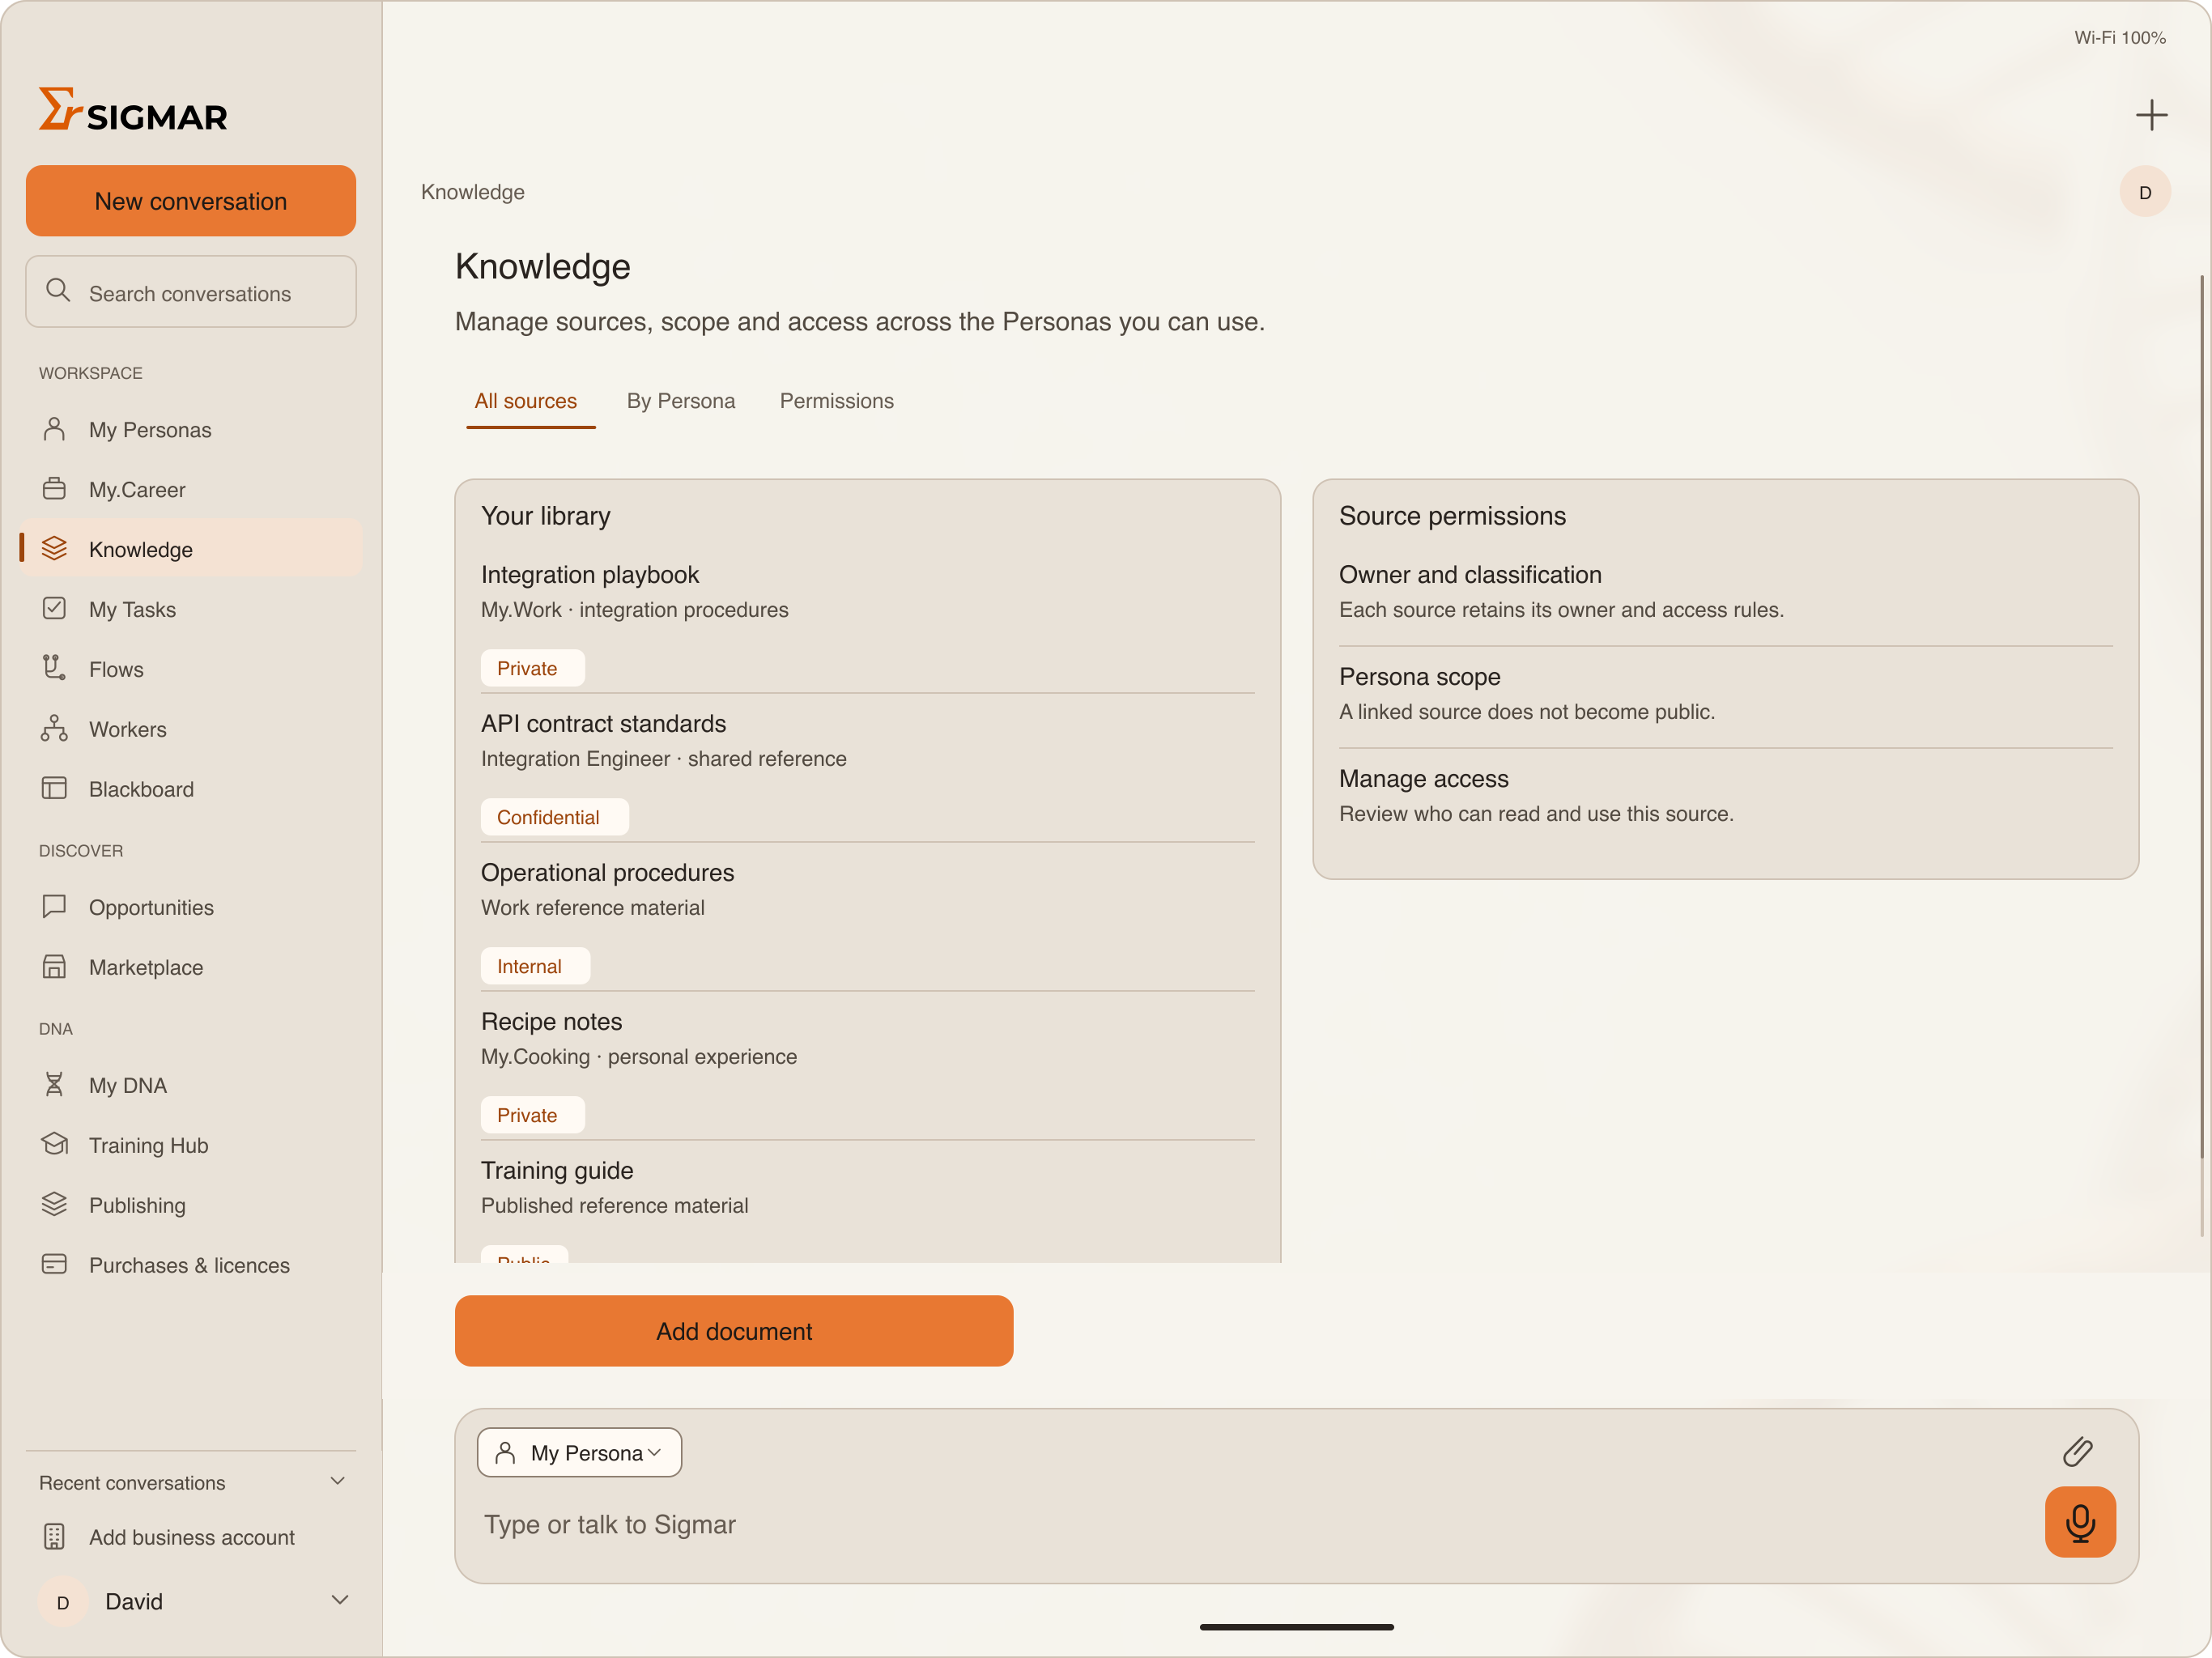 Wi-Fi 100%
Σr SIGMAR
New conversation
Search conversations
WORKSPACE
My Personas
My.Career
Knowledge
My Tasks
Flows
Workers
Blackboard
DISCOVER
Opportunities
Marketplace
DNA
My DNA
Training Hub
Publishing
Purchases & licences
Recent conversations
Add business account
D
David
Knowledge
D
Knowledge
Manage sources, scope and access across the Personas you can use.
All sources
By Persona
Permissions
Your library
Integration playbook
My.Work · integration procedures
Private
API contract standards
Integration Engineer · shared reference
Confidential
Operational procedures
Work reference material
Internal
Recipe notes
My.Cooking · personal experience
Private
Training guide
Published reference material
Public
Source permissions
Owner and classification
Each source retains its owner and access rules.
Persona scope
A linked source does not become public.
Manage access
Review who can read and use this source.
Add document
My Persona
Type or talk to Sigmar